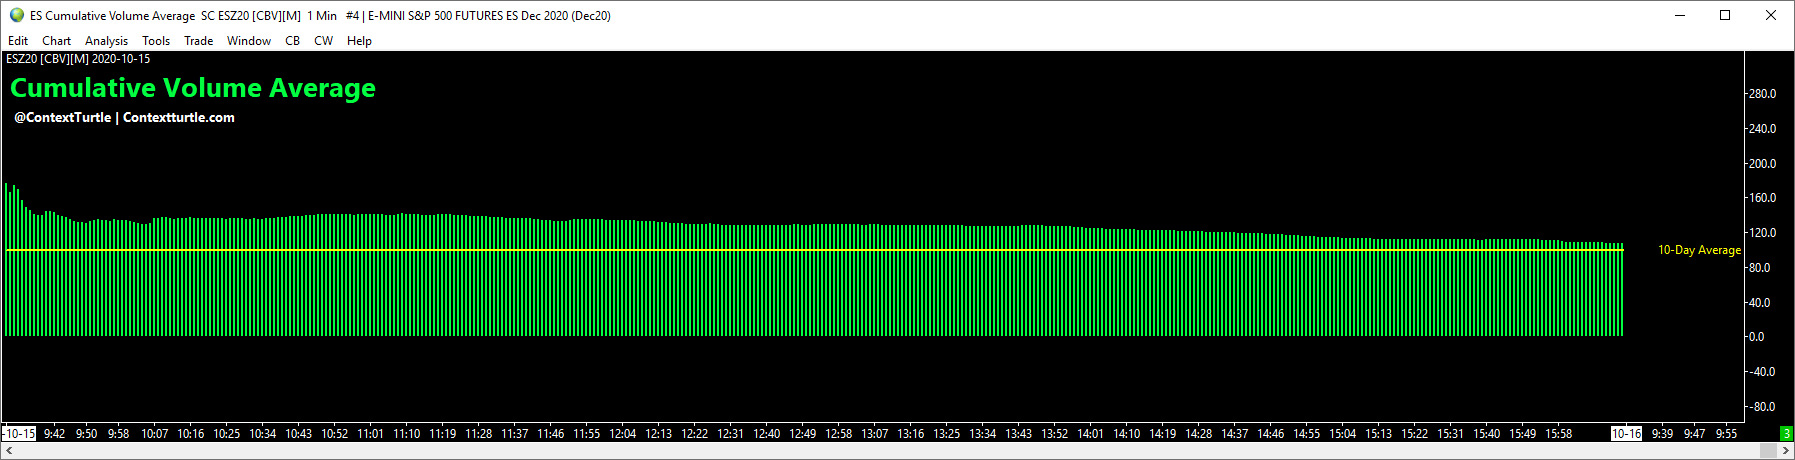 ES Cumulative Volume Average  SC ESZ20 [CBV][M]  1 Min   #4 | E-MINI S&P 500 FUTURES ES Dec 2020 (Dec20)
Edit Chart Analysis Tools Trade Window CB CW Help
ESZ20 [CBV][M] 2020-10-15
Cumulative Volume Average
@ContextTurtle | Contextturtle.com
280.0
240.0
200.0
160.0
120.0
10-Day Average
80.0
40.0
0.0
-40.0
-80.0
-10-15 9:42 9:50 9:58 10:07 10:16 10:25 10:34 10:43 10:52 11:01 11:10 11:19 11:28 11:37 11:46 11:55 12:04 12:13 12:22 12:31 12:40 12:49 12:58 13:07 13:16 13:25 13:34 13:43 13:52 14:01 14:10 14:19 14:28 14:37 14:46 14:55 15:04 15:13 15:22 15:31 15:40 15:49 15:58 10-16 9:39 9:47 9:55 3